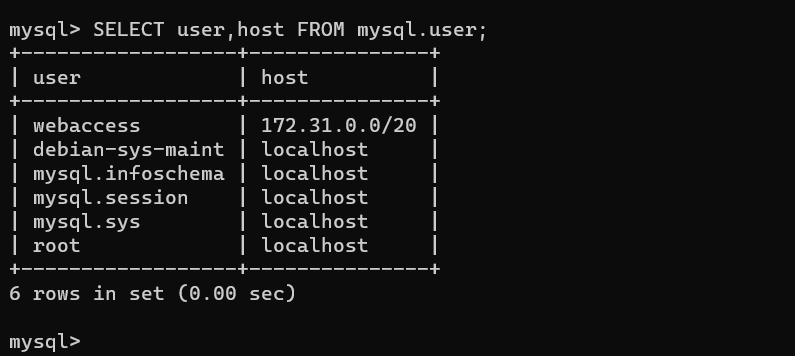 mysql> SELECT user,host FROM mysql.user;
+------------------+---------------+
| user             | host          |
+------------------+---------------+
| webaccess        | 172.31.0.0/20 |
| debian-sys-maint | localhost     |
| mysql.infoschema | localhost     |
| mysql.session    | localhost     |
| mysql.sys        | localhost     |
| root             | localhost     |
+------------------+---------------+
6 rows in set (0.00 sec)

mysql>